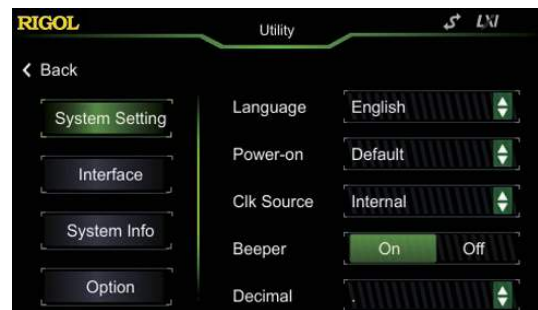 RIGOL
Utility
LXI
Back
System Setting
Interface
System Info
Option
Language English
Power-on Default
Clk Source Internal
Beeper On Off
Decimal .